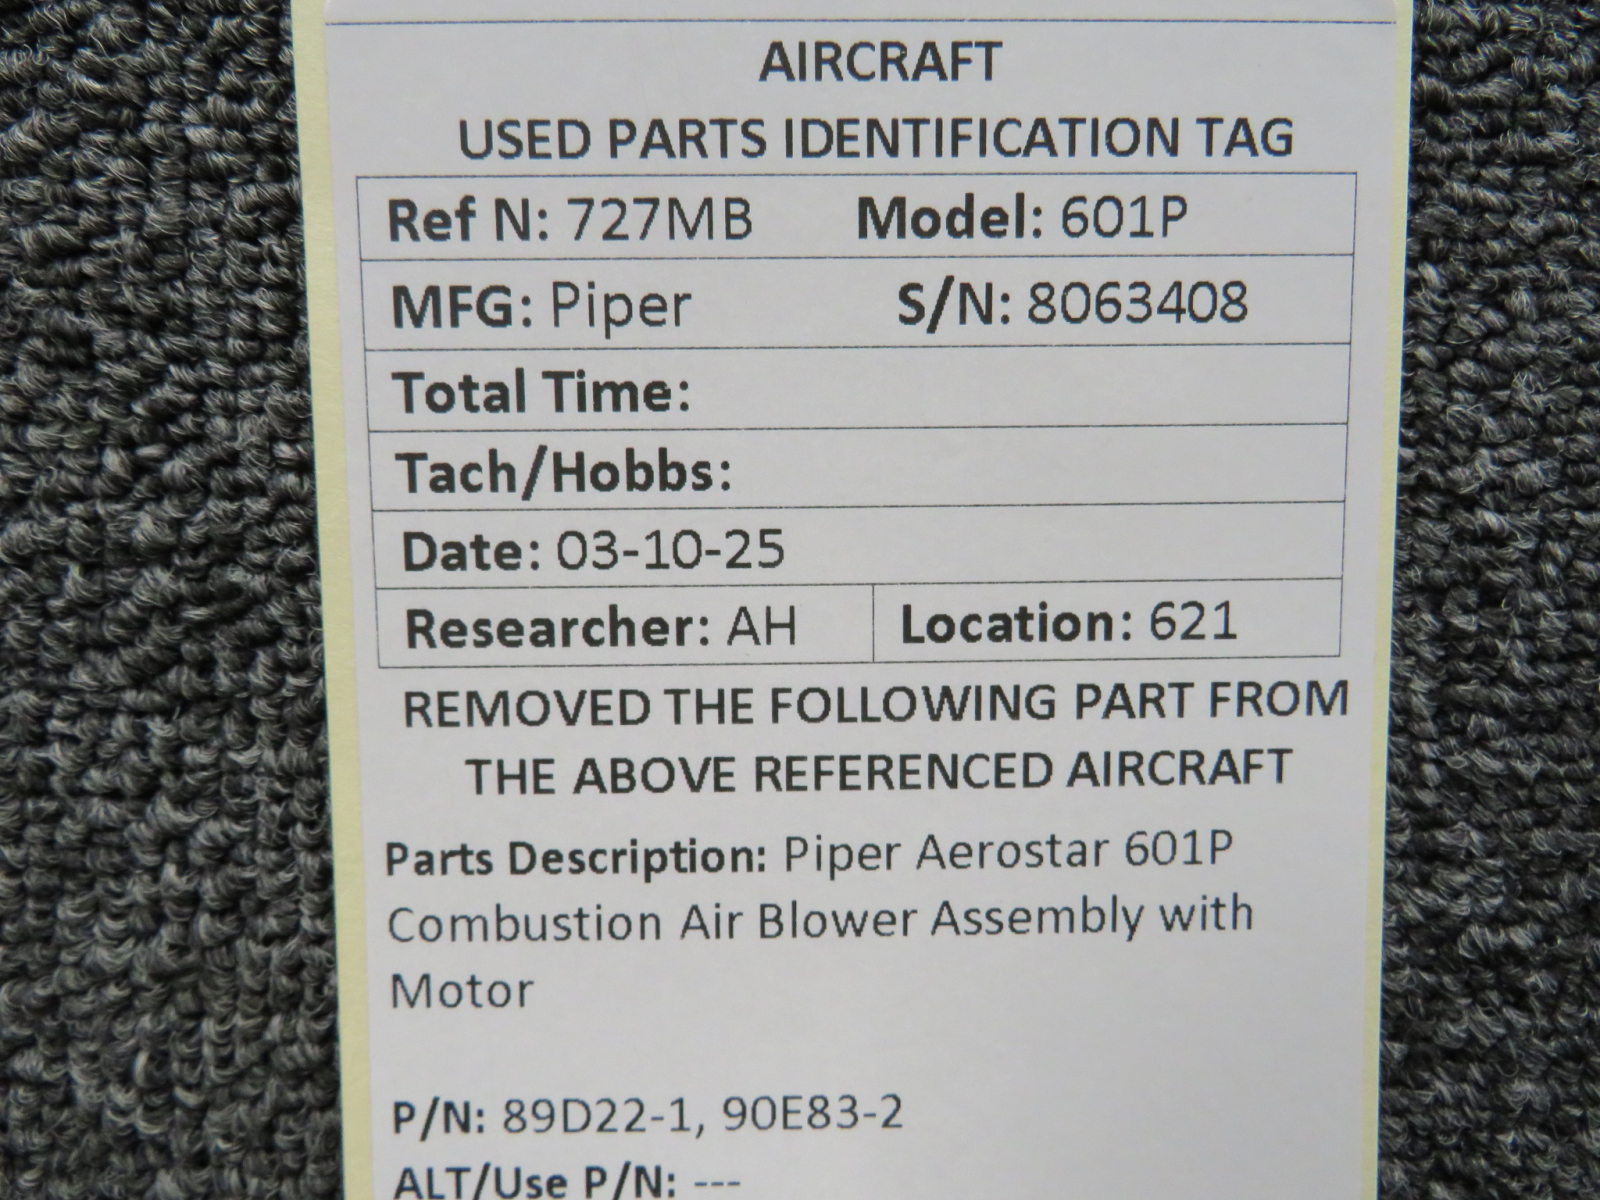 AIRCRAFT
USED PARTS IDENTIFICATION TAG
Ref N: 727MB Model: 601P
MFG: Piper S/N: 8063408
Total Time:
Tach/Hobbs:
Date: 03-10-25
Researcher: AH Location: 621
REMOVED THE FOLLOWING PART FROM
THE ABOVE REFERENCED AIRCRAFT
Parts Description: Piper Aerostar 601P
Combustion Air Blower Assembly with
Motor
P/N: 89D22-1, 90E83-2
ALT/Use P/N: ---